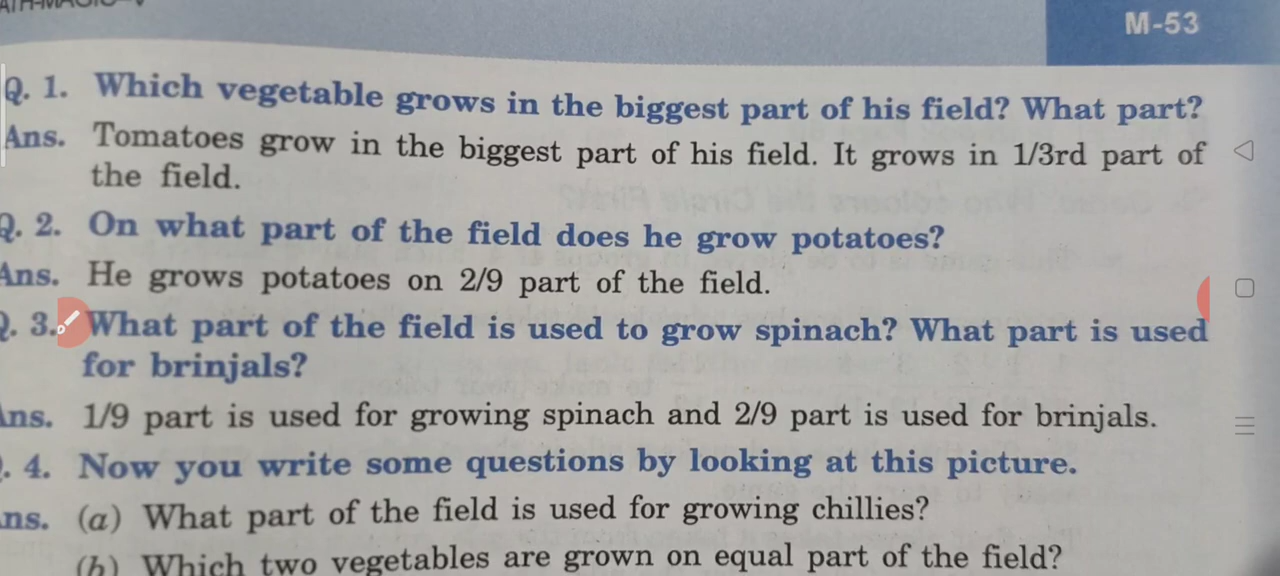 M-53
Q. 1. Which vegetable grows in the biggest part of his field? What part?
Ans. Tomatoes grow in the biggest part of his field. It grows in 1/3rd part of
the field.
Q. 2. On what part of the field does he grow potatoes?
Ans. He grows potatoes on 2/9 part of the field.
Q. 3. What part of the field is used to grow spinach? What part is used
for brinjals?
Ans. 1/9 part is used for growing spinach and 2/9 part is used for brinjals.
. 4. Now you write some questions by looking at this picture.
ns. (a) What part of the field is used for growing chillies?
(b) Which two vegetables are grown on equal part of the field?